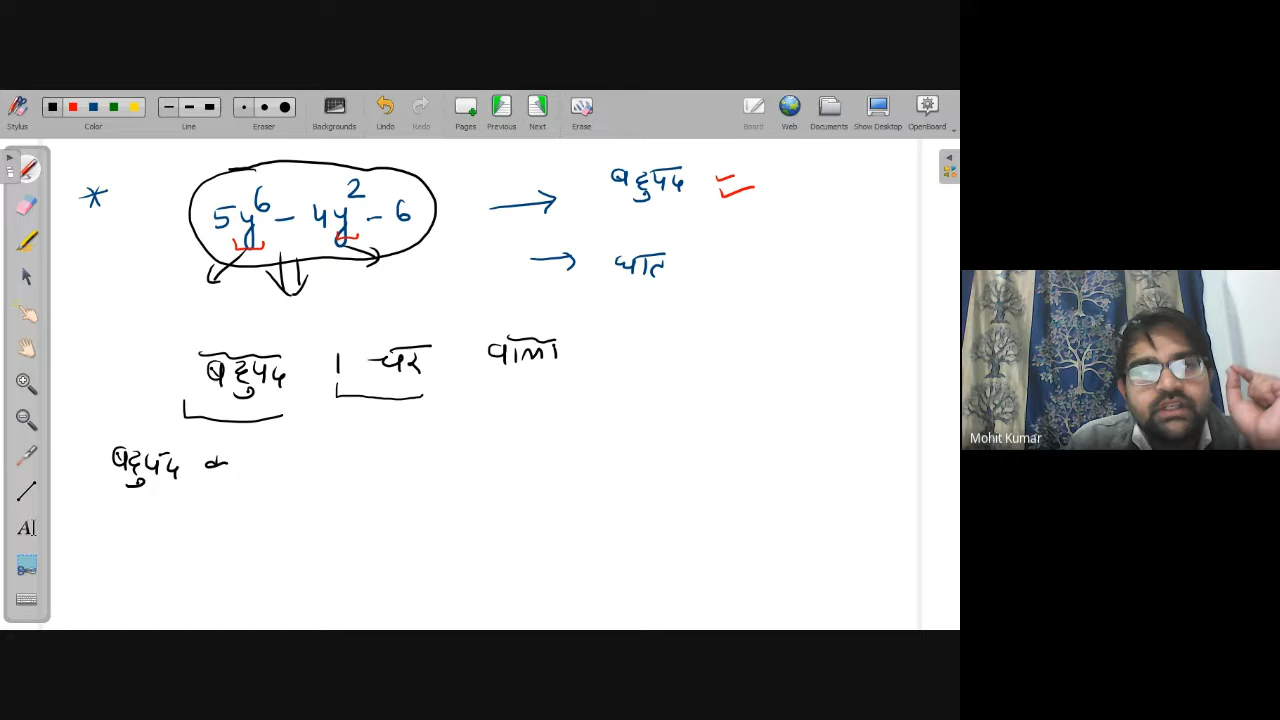 Stylus Color Line Eraser Backgrounds Undo Redo Pages Previous Next Erase Board Web Documents Show Desktop OpenBoard
* 5y⁶ - 4y² - 6 → बहुपद
→ घात
बहुपद 1 चर वाला
Mohit Kumar
बहुपद क
AI